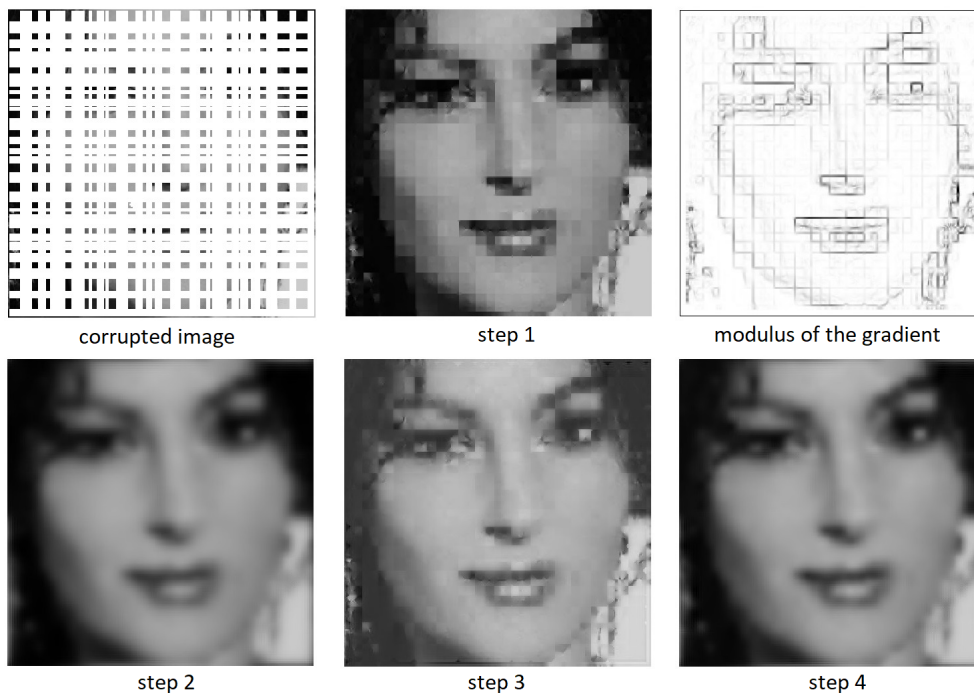 corrupted image
step 1
modulus of the gradient
step 2
step 3
step 4